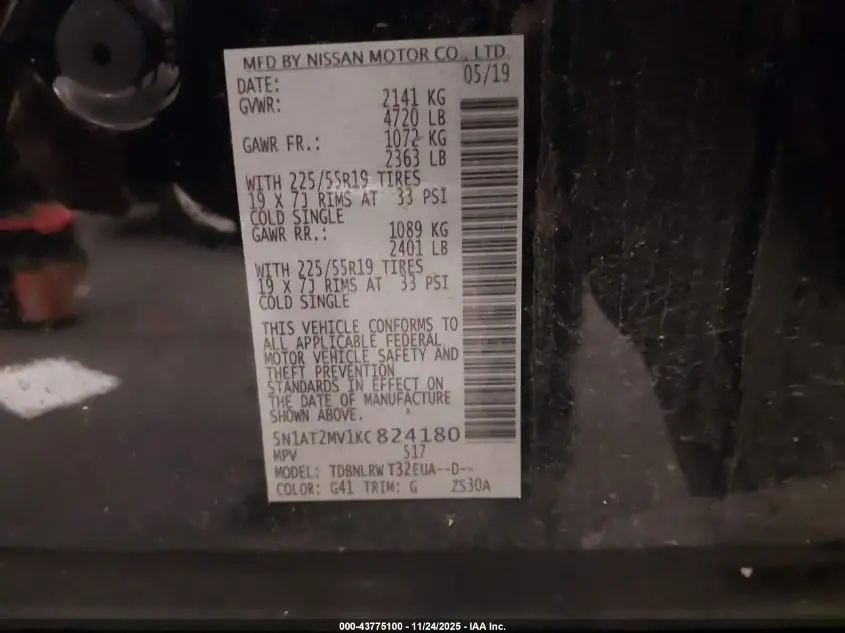 MFD BY NISSAN MOTOR CO., LTD.
DATE: 05/19
GVWR: 2141 KG
4720 LB
GAWR FR.: 1072 KG
2363 LB
WITH 225/55R19 TIRES
19 X 7J RIMS AT 33 PSI
COLD SINGLE
GAWR RR.: 1089 KG
2401 LB
WITH 225/55R19 TIRES
19 X 7J RIMS AT 33 PSI
COLD SINGLE
THIS VEHICLE CONFORMS TO
ALL APPLICABLE FEDERAL
MOTOR VEHICLE SAFETY AND
THEFT PREVENTION
STANDARDS IN EFFECT ON
THE DATE OF MANUFACTURE
SHOWN ABOVE.
5N1AT2MV1KC824180
MPV 517
MODEL: TDBNLRW T32EUA--D--
COLOR: G41 TRIM: G ZS30A
000-43775100 - 11/24/2025 - IAA Inc.